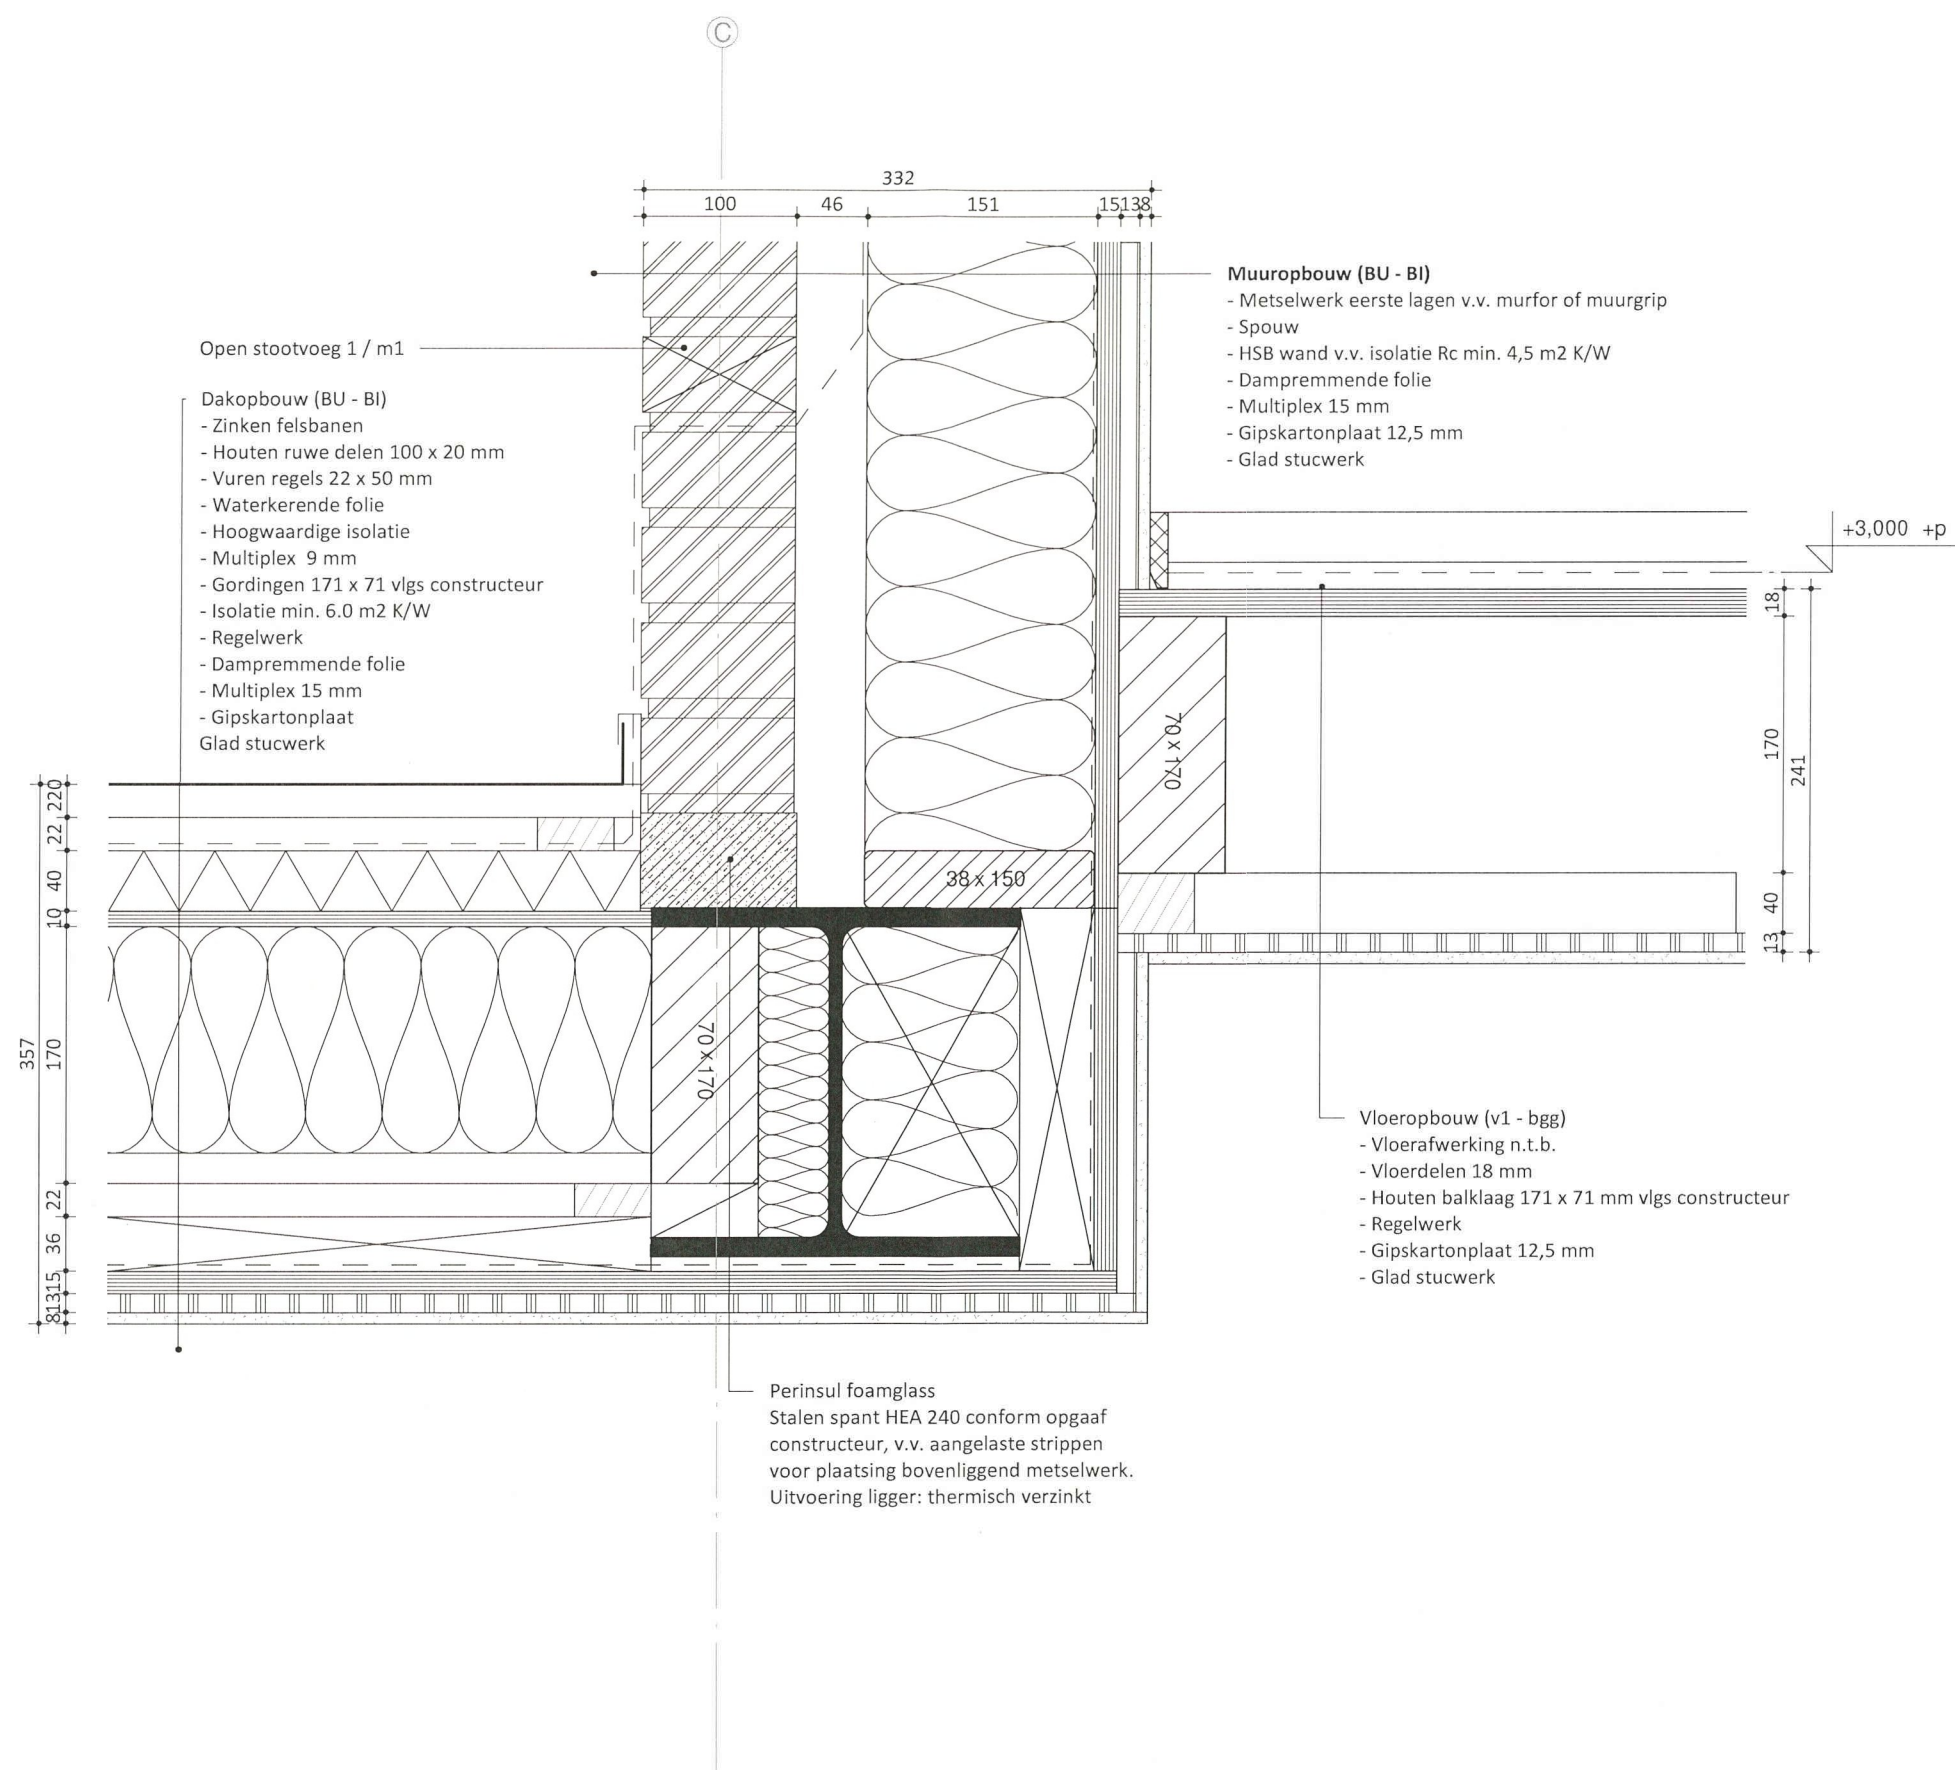 C
332
100 46 151 15 13 8
Muuropbouw (BU - BI)
- Metselwerk eerste lagen v.v. murfor of muurgrip
- Spouw
- HSB wand v.v. isolatie Rc min. 4,5 m2 K/W
- Dampremmende folie
- Multiplex 15 mm
- Gipskartonplaat 12,5 mm
- Glad stucwerk
Open stootvoeg 1 / m1
Dakopbouw (BU - BI)
- Zinken felsbanen
- Houten ruwe delen 100 x 20 mm
- Vuren regels 22 x 50 mm
- Waterkerende folie
- Hoogwaardige isolatie
- Multiplex 9 mm
- Gordingen 171 x 71 vlgs constructeur
- Isolatie min. 6.0 m2 K/W
- Regelwerk
- Dampremmende folie
- Multiplex 15 mm
- Gipskartonplaat
Glad stucwerk
+3,000 +p
18
170
241
40
13
70 x 170
38 x 150
70 x 170
220
22
40
10
170
357
22
36
15
13
8
Vloeropbouw (v1 - bgg)
- Vloerafwerking n.t.b.
- Vloerdelen 18 mm
- Houten balklaag 171 x 71 mm vlgs constructeur
- Regelwerk
- Gipskartonplaat 12,5 mm
- Glad stucwerk
Perinsul foamglass
Stalen spant HEA 240 conform opgaaf
constructeur, v.v. aangelaste strippen
voor plaatsing bovenliggend metselwerk.
Uitvoering ligger: thermisch verzinkt